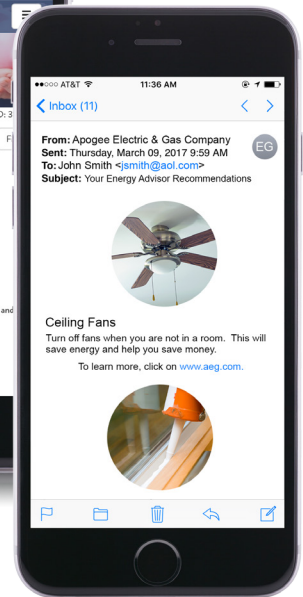 AT&T
11:36 AM
Inbox (11)
From: Apogee Electric & Gas Company
EG
Sent: Thursday, March 09, 2017 9:59 AM
To: John Smith <jsmith@aol.com>
Subject: Your Energy Advisor Recommendations
Ceiling Fans
Turn off fans when you are not in a room. This will
save energy and help you save money.
To learn more, click on www.aeg.com.
and